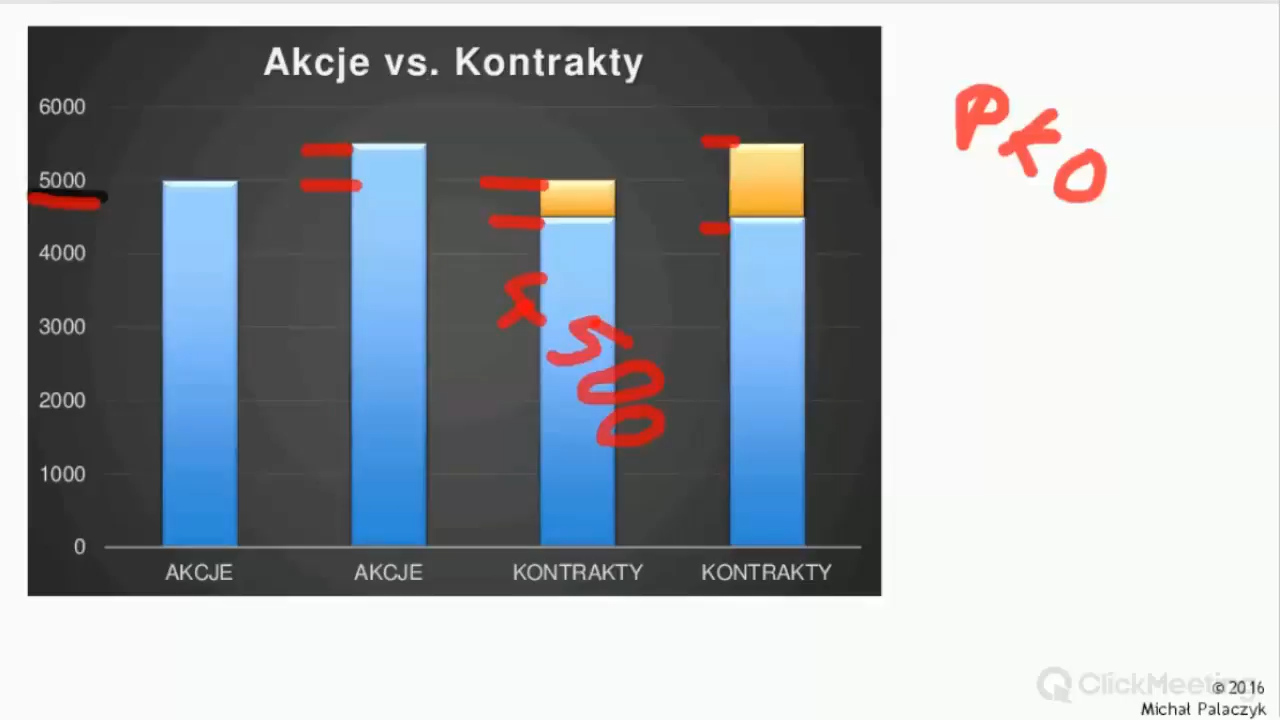 Akcje vs. Kontrakty
6000
5000
4000
3000
2000
1000
0
AKCJE AKCJE KONTRAKTY KONTRAKTY
500
PKO
ClickMeeting
© 2016
Michał Palaczyk